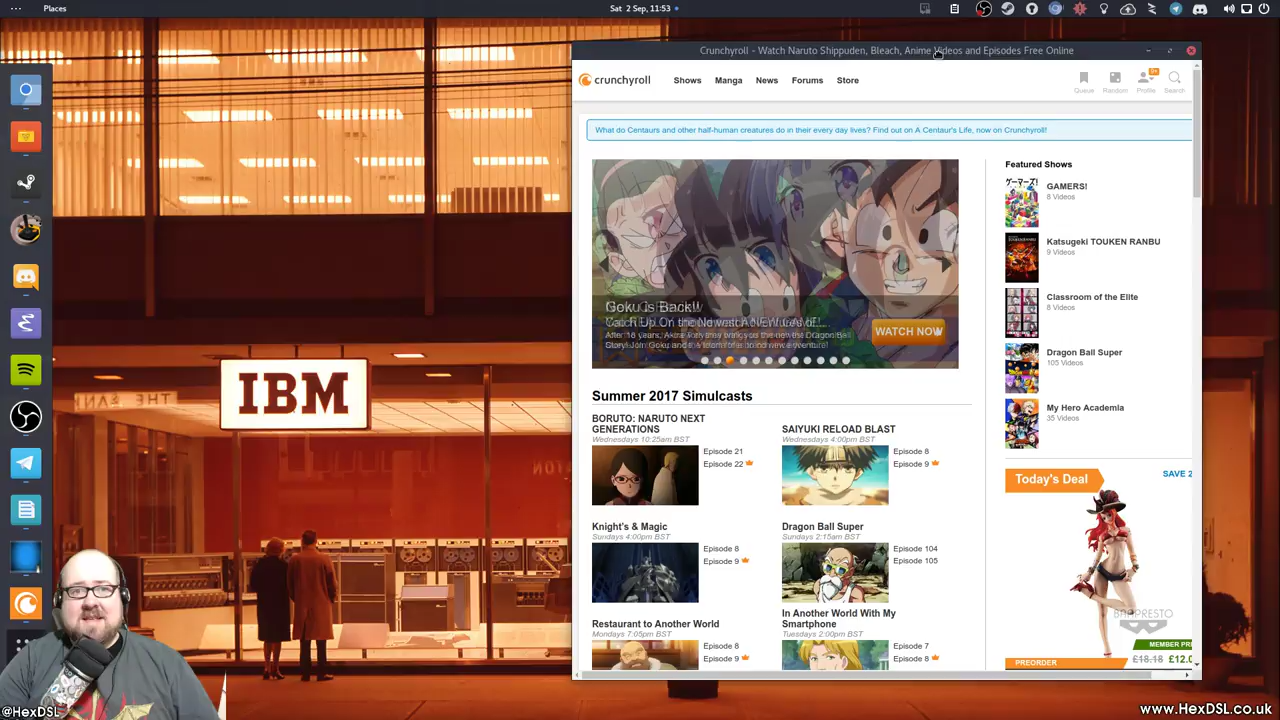 Places
Sat 2 Sep, 11:53
Crunchyroll - Watch Naruto Shippuden, Bleach, Anime Videos and Episodes Free Online
crunchyroll
Shows
Manga
News
Forums
Store
9+
Queue
Random
Profile
Search
What do Centaurs and other half-human creatures do in their every day lives? Find out on A Centaur's Life, now on Crunchyroll!
Goku is Back!!
WATCH NOW
Featured Shows
GAMERS!
8 Videos
Katsugeki TOUKEN RANBU
9 Videos
Classroom of the Elite
8 Videos
Dragon Ball Super
105 Videos
My Hero Academia
35 Videos
Summer 2017 Simulcasts
BORUTO: NARUTO NEXT
GENERATIONS
Wednesdays 10:25am BST
Episode 21
Episode 22
SAIYUKI RELOAD BLAST
Wednesdays 4:00pm BST
Episode 8
Episode 9
Knight's & Magic
Sundays 4:00pm BST
Episode 8
Episode 9
Dragon Ball Super
Sundays 2:15am BST
Episode 104
Episode 105
Restaurant to Another World
Mondays 7:05pm BST
Episode 8
Episode 9
In Another World With My
Smartphone
Tuesdays 2:00pm BST
Episode 7
Episode 8
Today's Deal
SAVE 2
BANPRESTO
MEMBER PRI
PREORDER
£18.18 £12.0
IBM
THE BAN
@HexDSL
www.HexDSL.co.uk